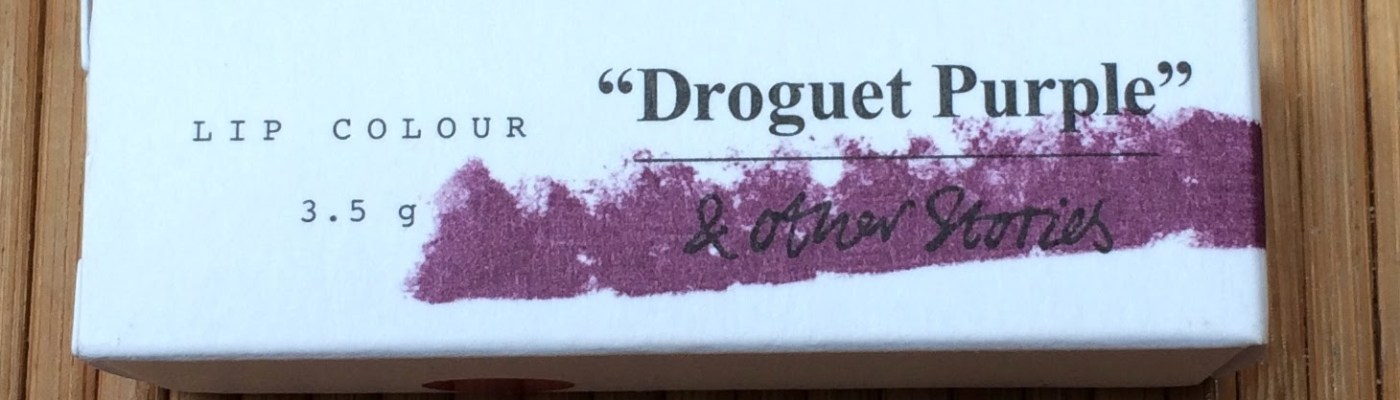 LIP COLOUR
3.5 g
“Droguet Purple”
& other Stories